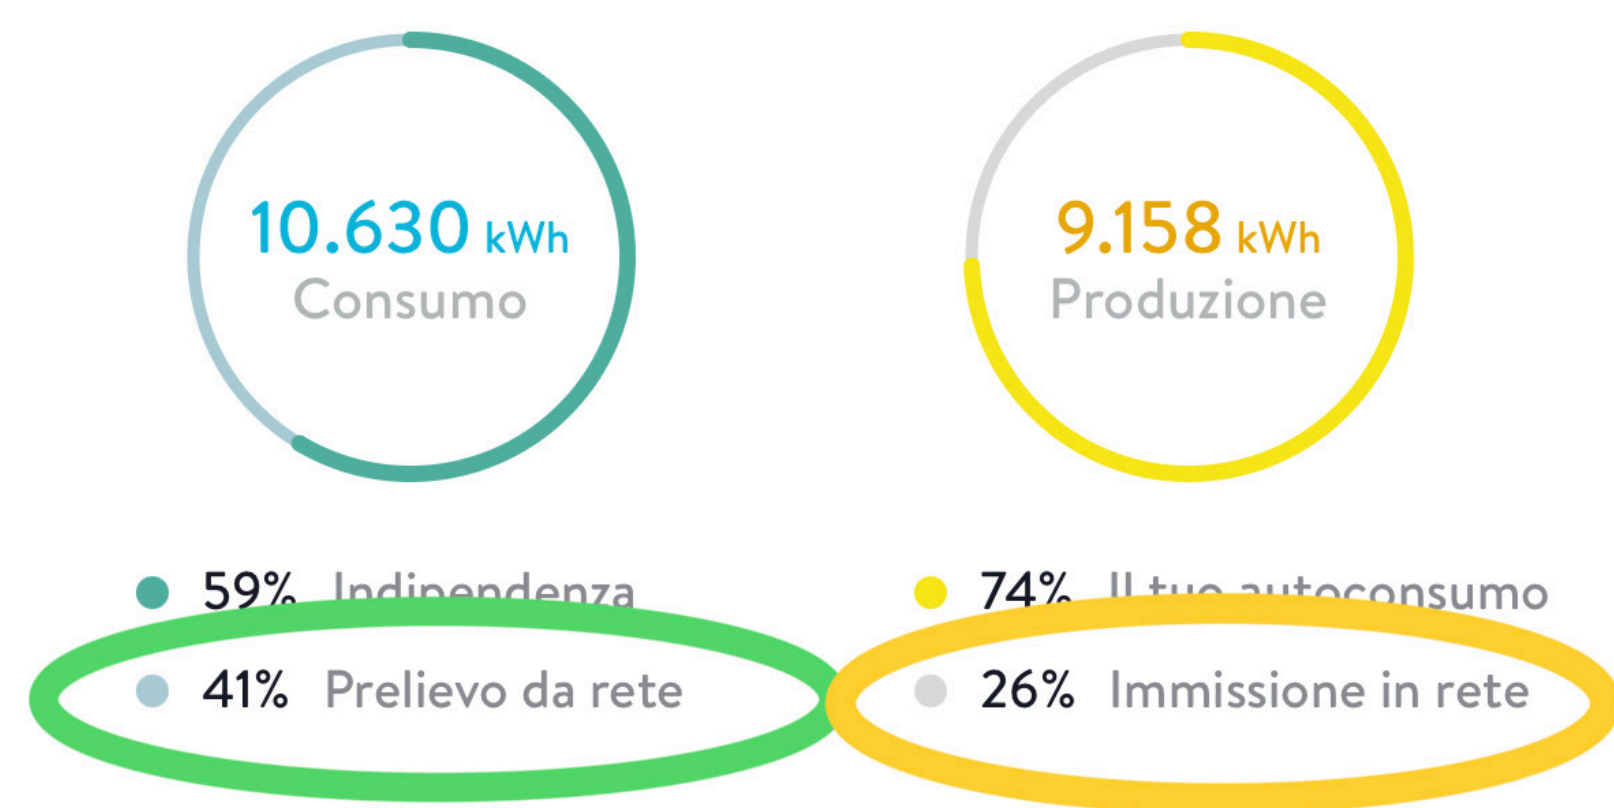 10.630 kWh
Consumo
9.158 kWh
Produzione
59% Indipendenza
41% Prelievo da rete
74% Il tuo autoconsumo
26% Immissione in rete